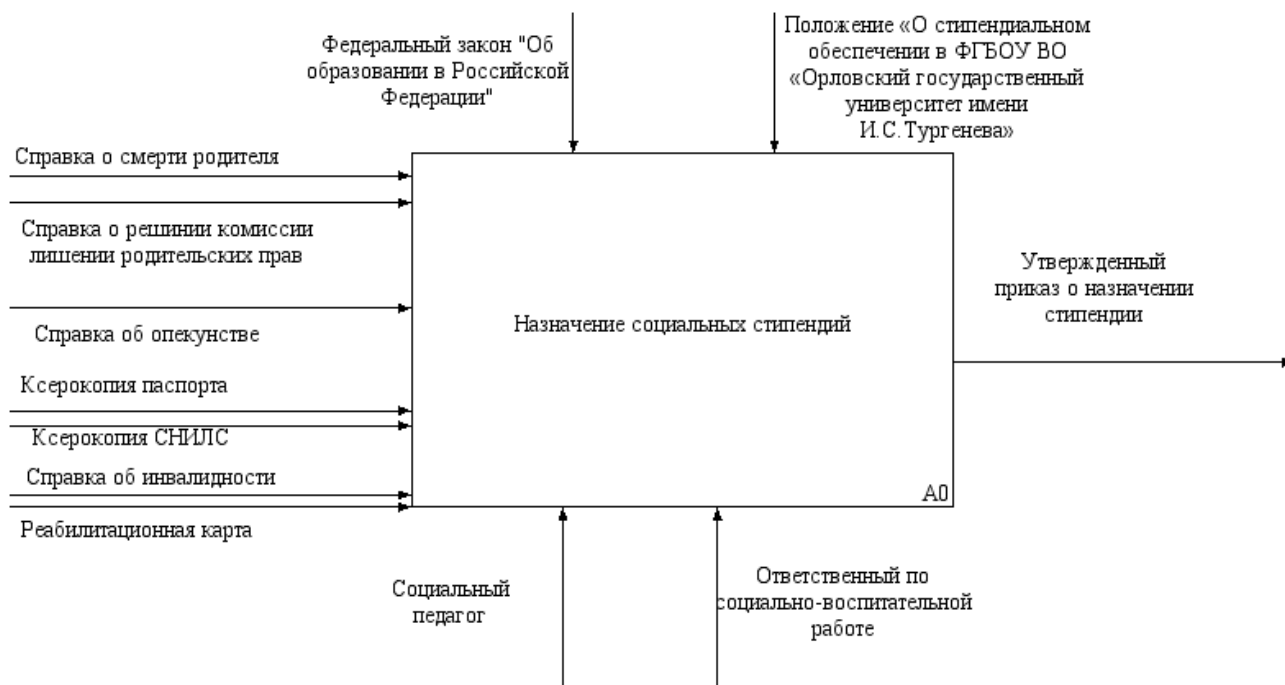 Федеральный закон "Об
образовании в Российской
Федерации"
Положение «О стипендиальном
обеспечении в ФГБОУ ВО
«Орловский государственный
университет имени
И.С.Тургенева»
Справка о смерти родителя
Справка о решинии комиссии
лишении родительских прав
Справка об опекунстве
Ксерокопия паспорта
Ксерокопия СНИЛС
Справка об инвалидности
Реабилитационная карта
Назначение социальных стипендий
A0
Утвержденный
приказ о назначении
стипендии
Социальный
педагог
Ответственный по
социально-воспитательной
работе